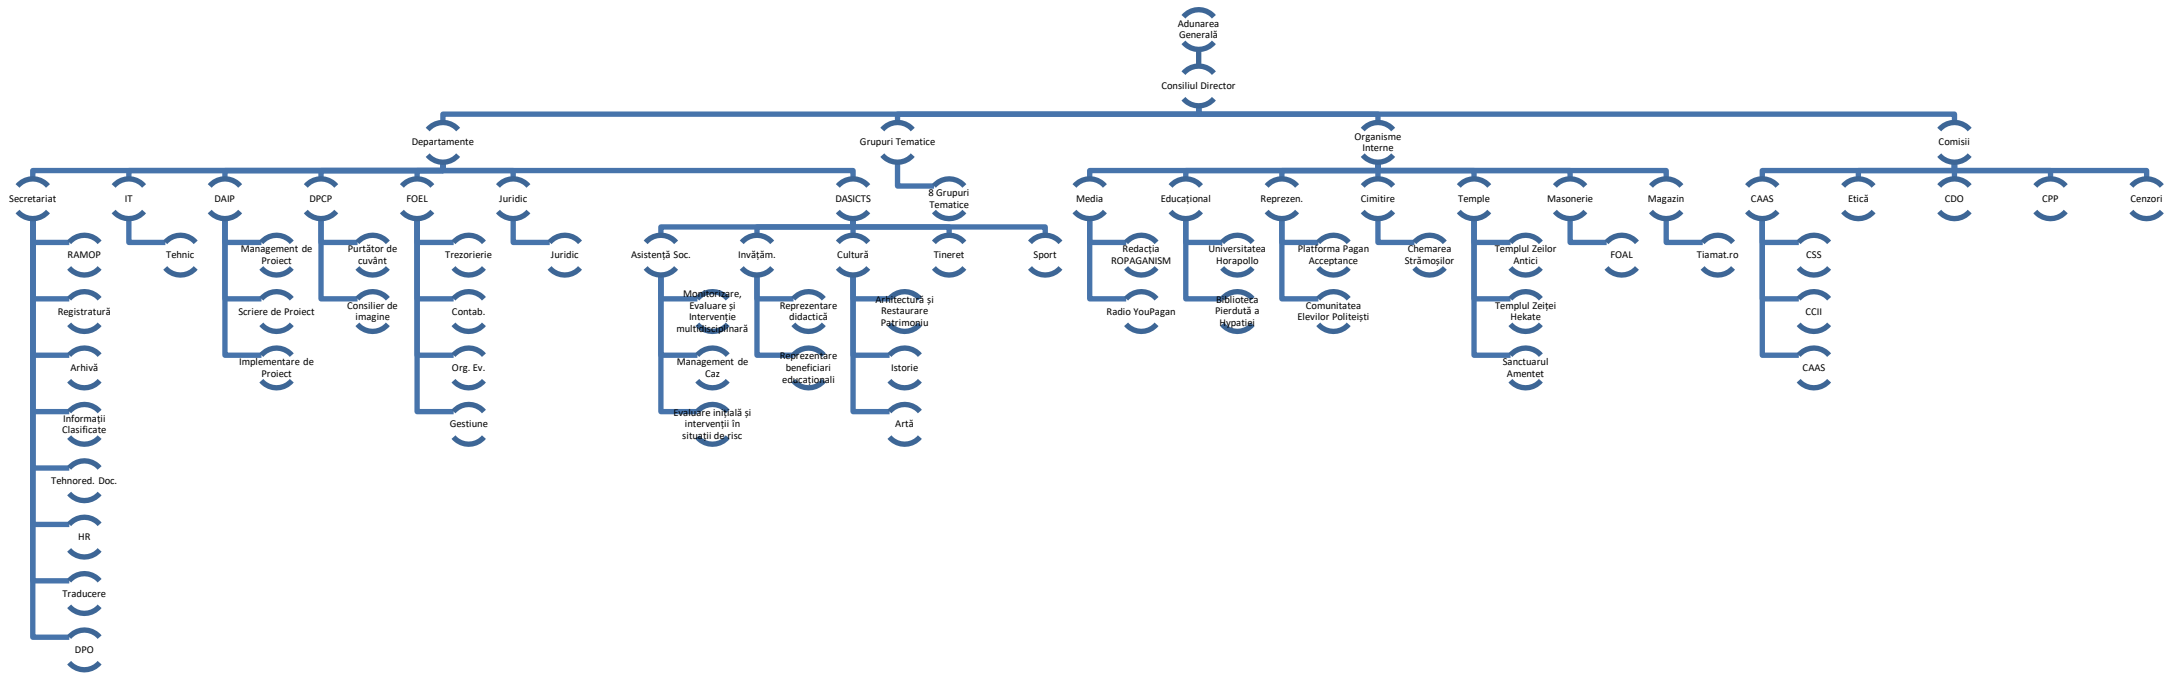 Adunarea
Generală
Consiliul Director
Departamente
Grupuri Tematice
Organisme
Interne
Comisii
Secretariat
IT
DAIP
DPCP
FOEL
Juridic
DASICTS
8 Grupuri
Tematice
Media
Educațional
Reprezen.
Cimitire
Temple
Masonerie
Magazin
CAAS
Etică
CDO
CPP
Cenzori
RAMOP
Registratură
Arhivă
Informații
Clasificate
Tehnored. Doc.
HR
Traducere
DPO
Tehnic
Management de
Proiect
Scriere de Proiect
Implementare de
Proiect
Purtător de
cuvânt
Consilier de
imagine
Trezorierie
Contab.
Org. Ev.
Gestiune
Juridic
Asistență Soc.
Monitorizare,
Evaluare și
Intervenție
multidisciplinară
Management de
Caz
Evaluare inițială și
intervenții în
situații de risc
Invățăm.
Reprezentare
didactică
Reprezentare
beneficiari
educaționali
Cultură
Arhitectură și
Restaurare
Patrimoniu
Istorie
Artă
Tineret
Sport
Redacția
ROPAGANISM
Radio YouPagan
Universitatea
Horapollo
Biblioteca
Pierdută a
Hypatiei
Platforma Pagan
Acceptance
Comunitatea
Elevilor Politeiști
Chemarea
Strămoșilor
Templul Zeilor
Antici
Templul Zeiței
Hekate
Sanctuarul
Amentet
FOAL
Tiamat.ro
CSS
CCII
CAAS